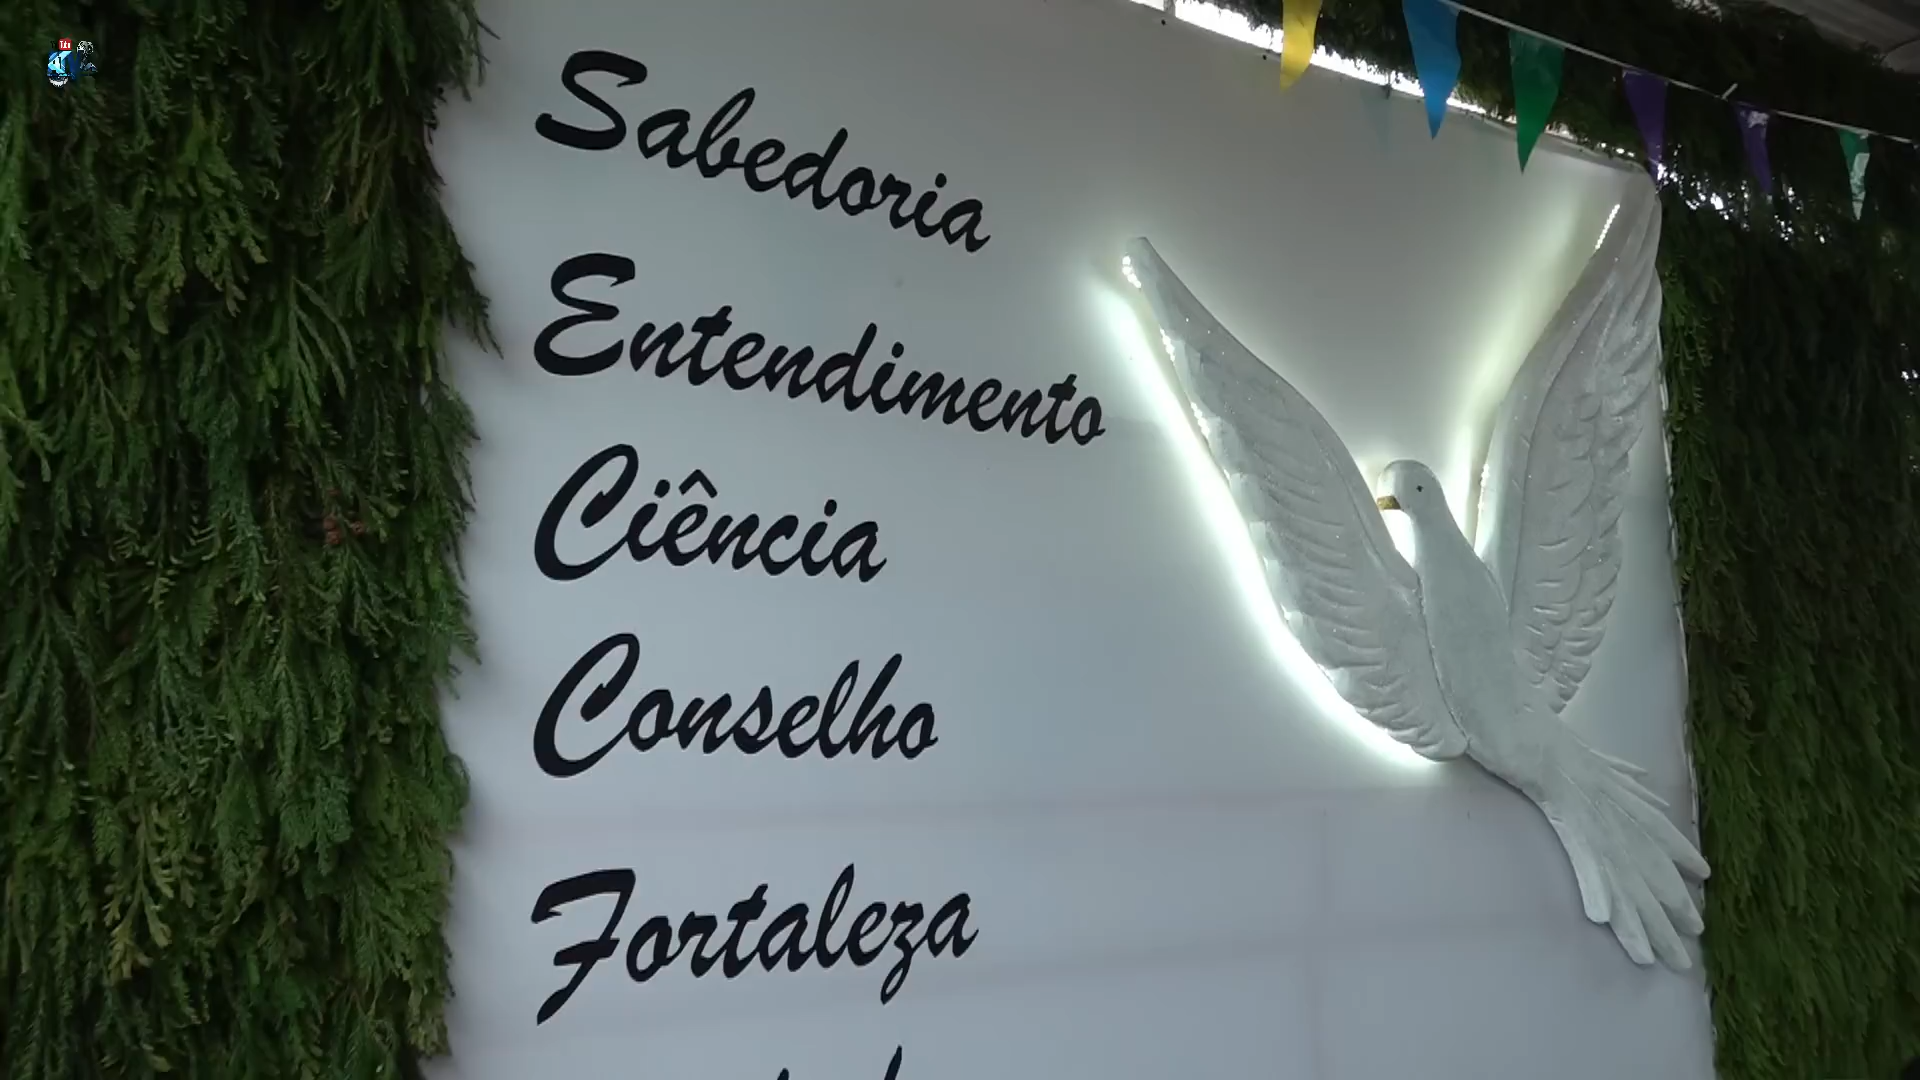 Sabedoria
Entendimento
Ciência
Conselho
Fortaleza